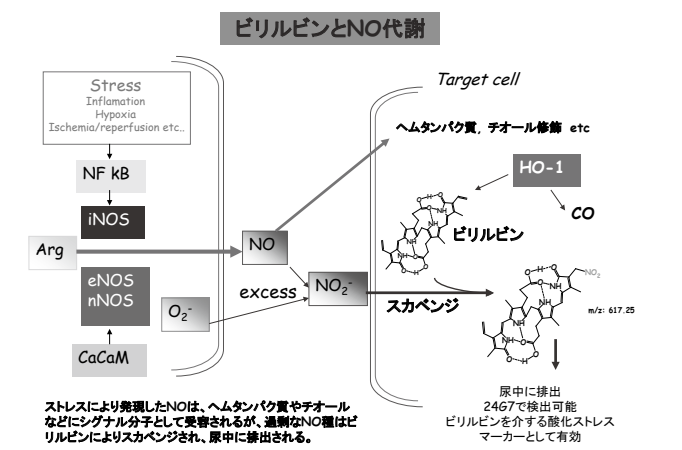 ビリルビンとNO代謝
Stress
Inflamation
Hypoxia
Ischemia/reperfusion etc..
NF kB
iNOS
Arg
eNOS
nNOS
CaCaM
NO
O2-
excess
NO2-
Target cell
ヘムタンパク質, チオール修飾 etc
HO-1
CO
ビリルビン
スカベンジ
NO2
m/z: 617.25
尿中に排出
24G7で検出可能
ビリルビンを介する酸化ストレス
マーカーとして有効
ストレスにより発現したNOは、ヘムタンパク質やチオール
などにシグナル分子として受容されるが、過剰なNO種はビ
リルビンによりスカベンジされ、尿中に排出される。